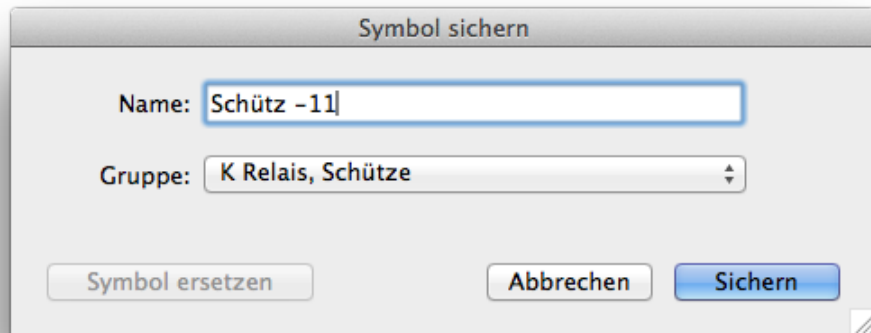 Symbol sichern
Name: Schütz –11
Gruppe: K Relais, Schütze
Symbol ersetzen Abbrechen Sichern